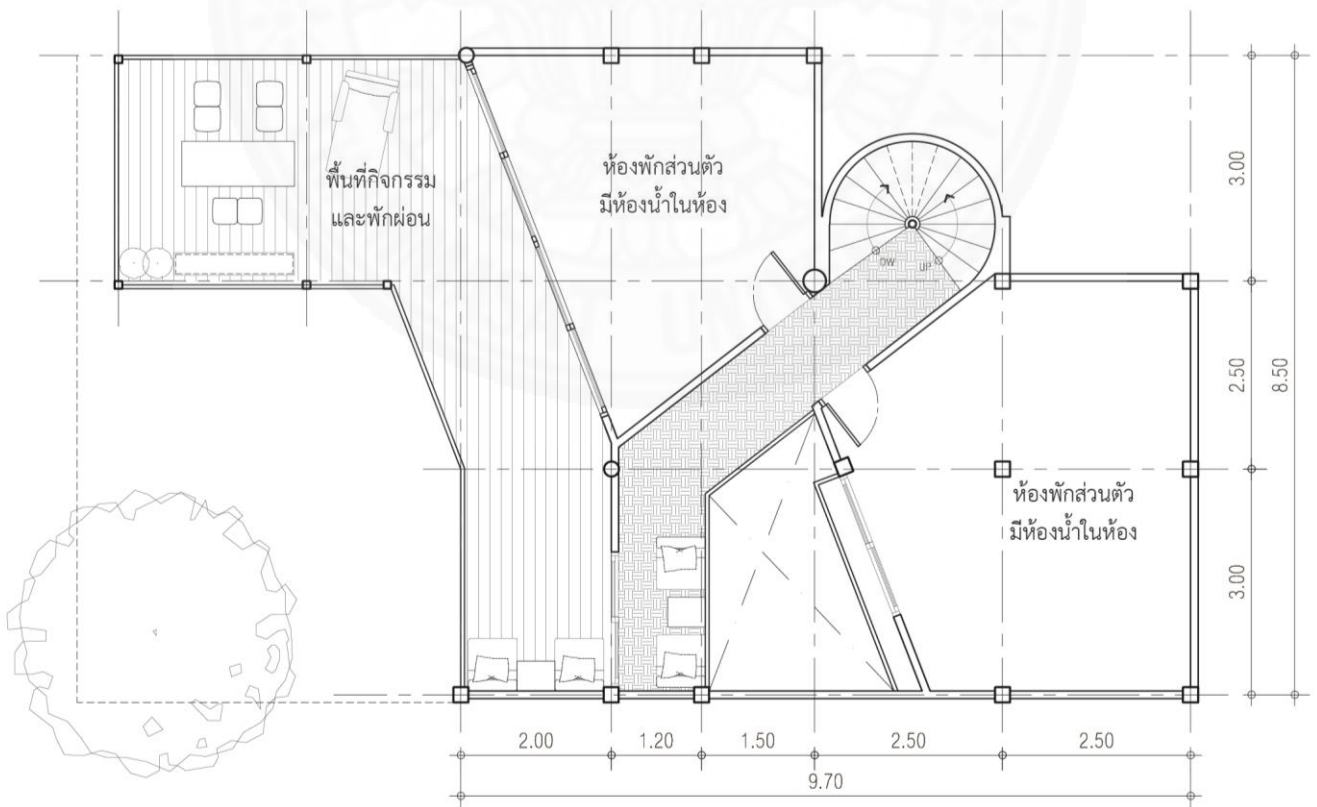 พื้นที่กิจกรรม
และพักผ่อน
ห้องพักส่วนตัว
มีห้องน้ำในห้อง
DW
UP
ห้องพักส่วนตัว
มีห้องน้ำในห้อง
3.00
2.50
8.50
3.00
2.00
1.20
1.50
2.50
2.50
9.70